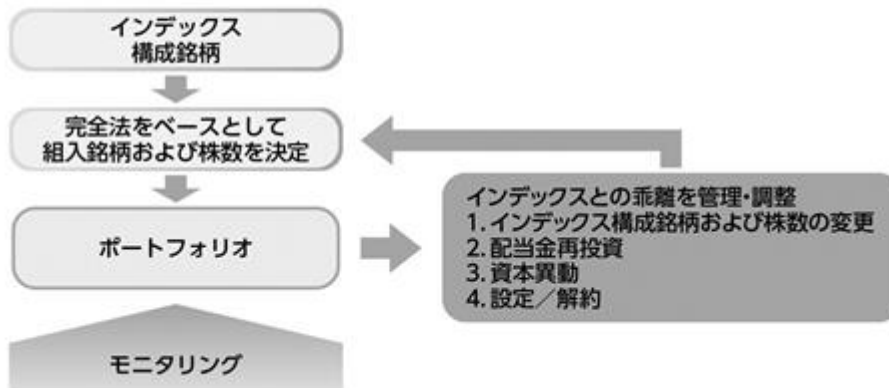 インデックス
構成銘柄
完全法をベースとして
組入銘柄および株数を決定
ポートフォリオ
インデックスとの乖離を管理・調整
1. インデックス構成銘柄および株数の変更
2. 配当金再投資
3. 資本異動
4. 設定／解約
モニタリング